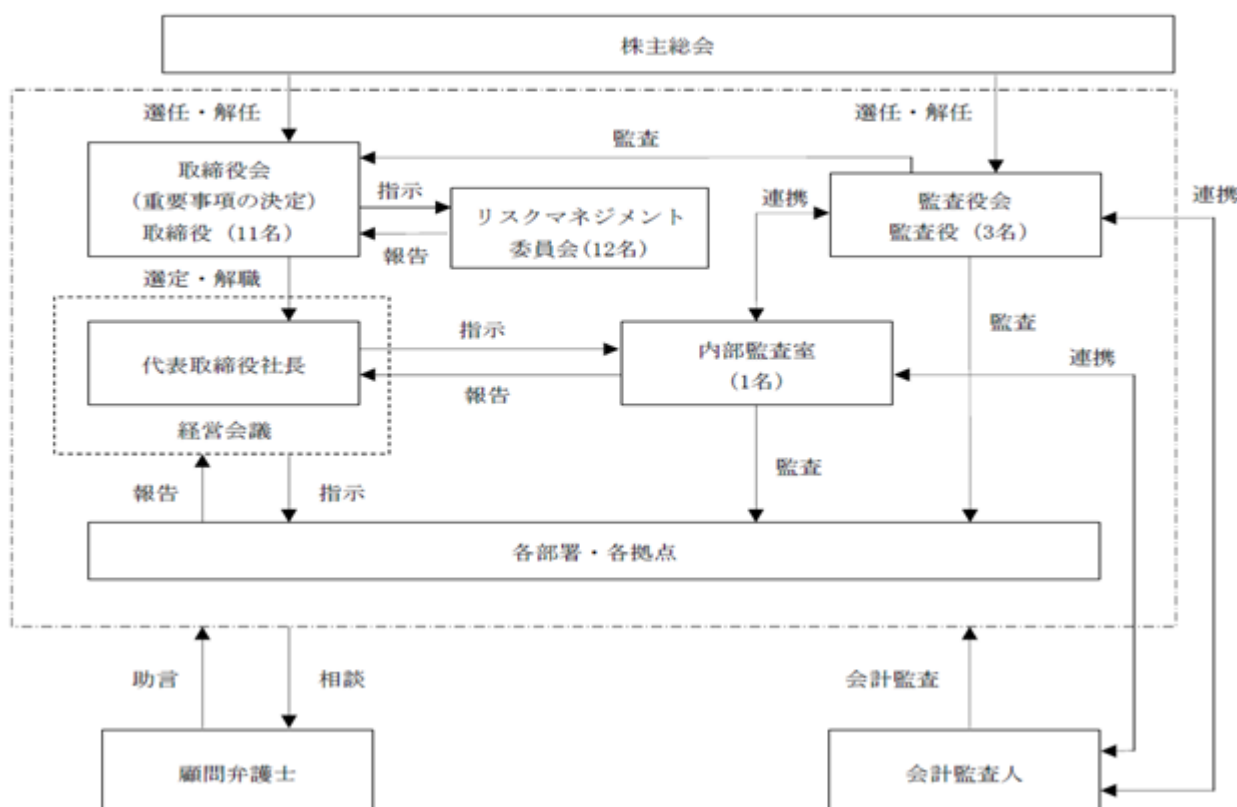 株主総会
選任・解任
選任・解任
監査
取締役会
(重要事項の決定)
取締役 (11名)
指示
報告
リスクマネジメント
委員会(12名)
連携
監査役会
監査役 (3名)
連携
選定・解職
代表取締役社長
指示
報告
内部監査室
(1名)
監査
連携
経営会議
報告
指示
監査
各部署・各拠点
助言
相談
会計監査
顧問弁護士
会計監査人